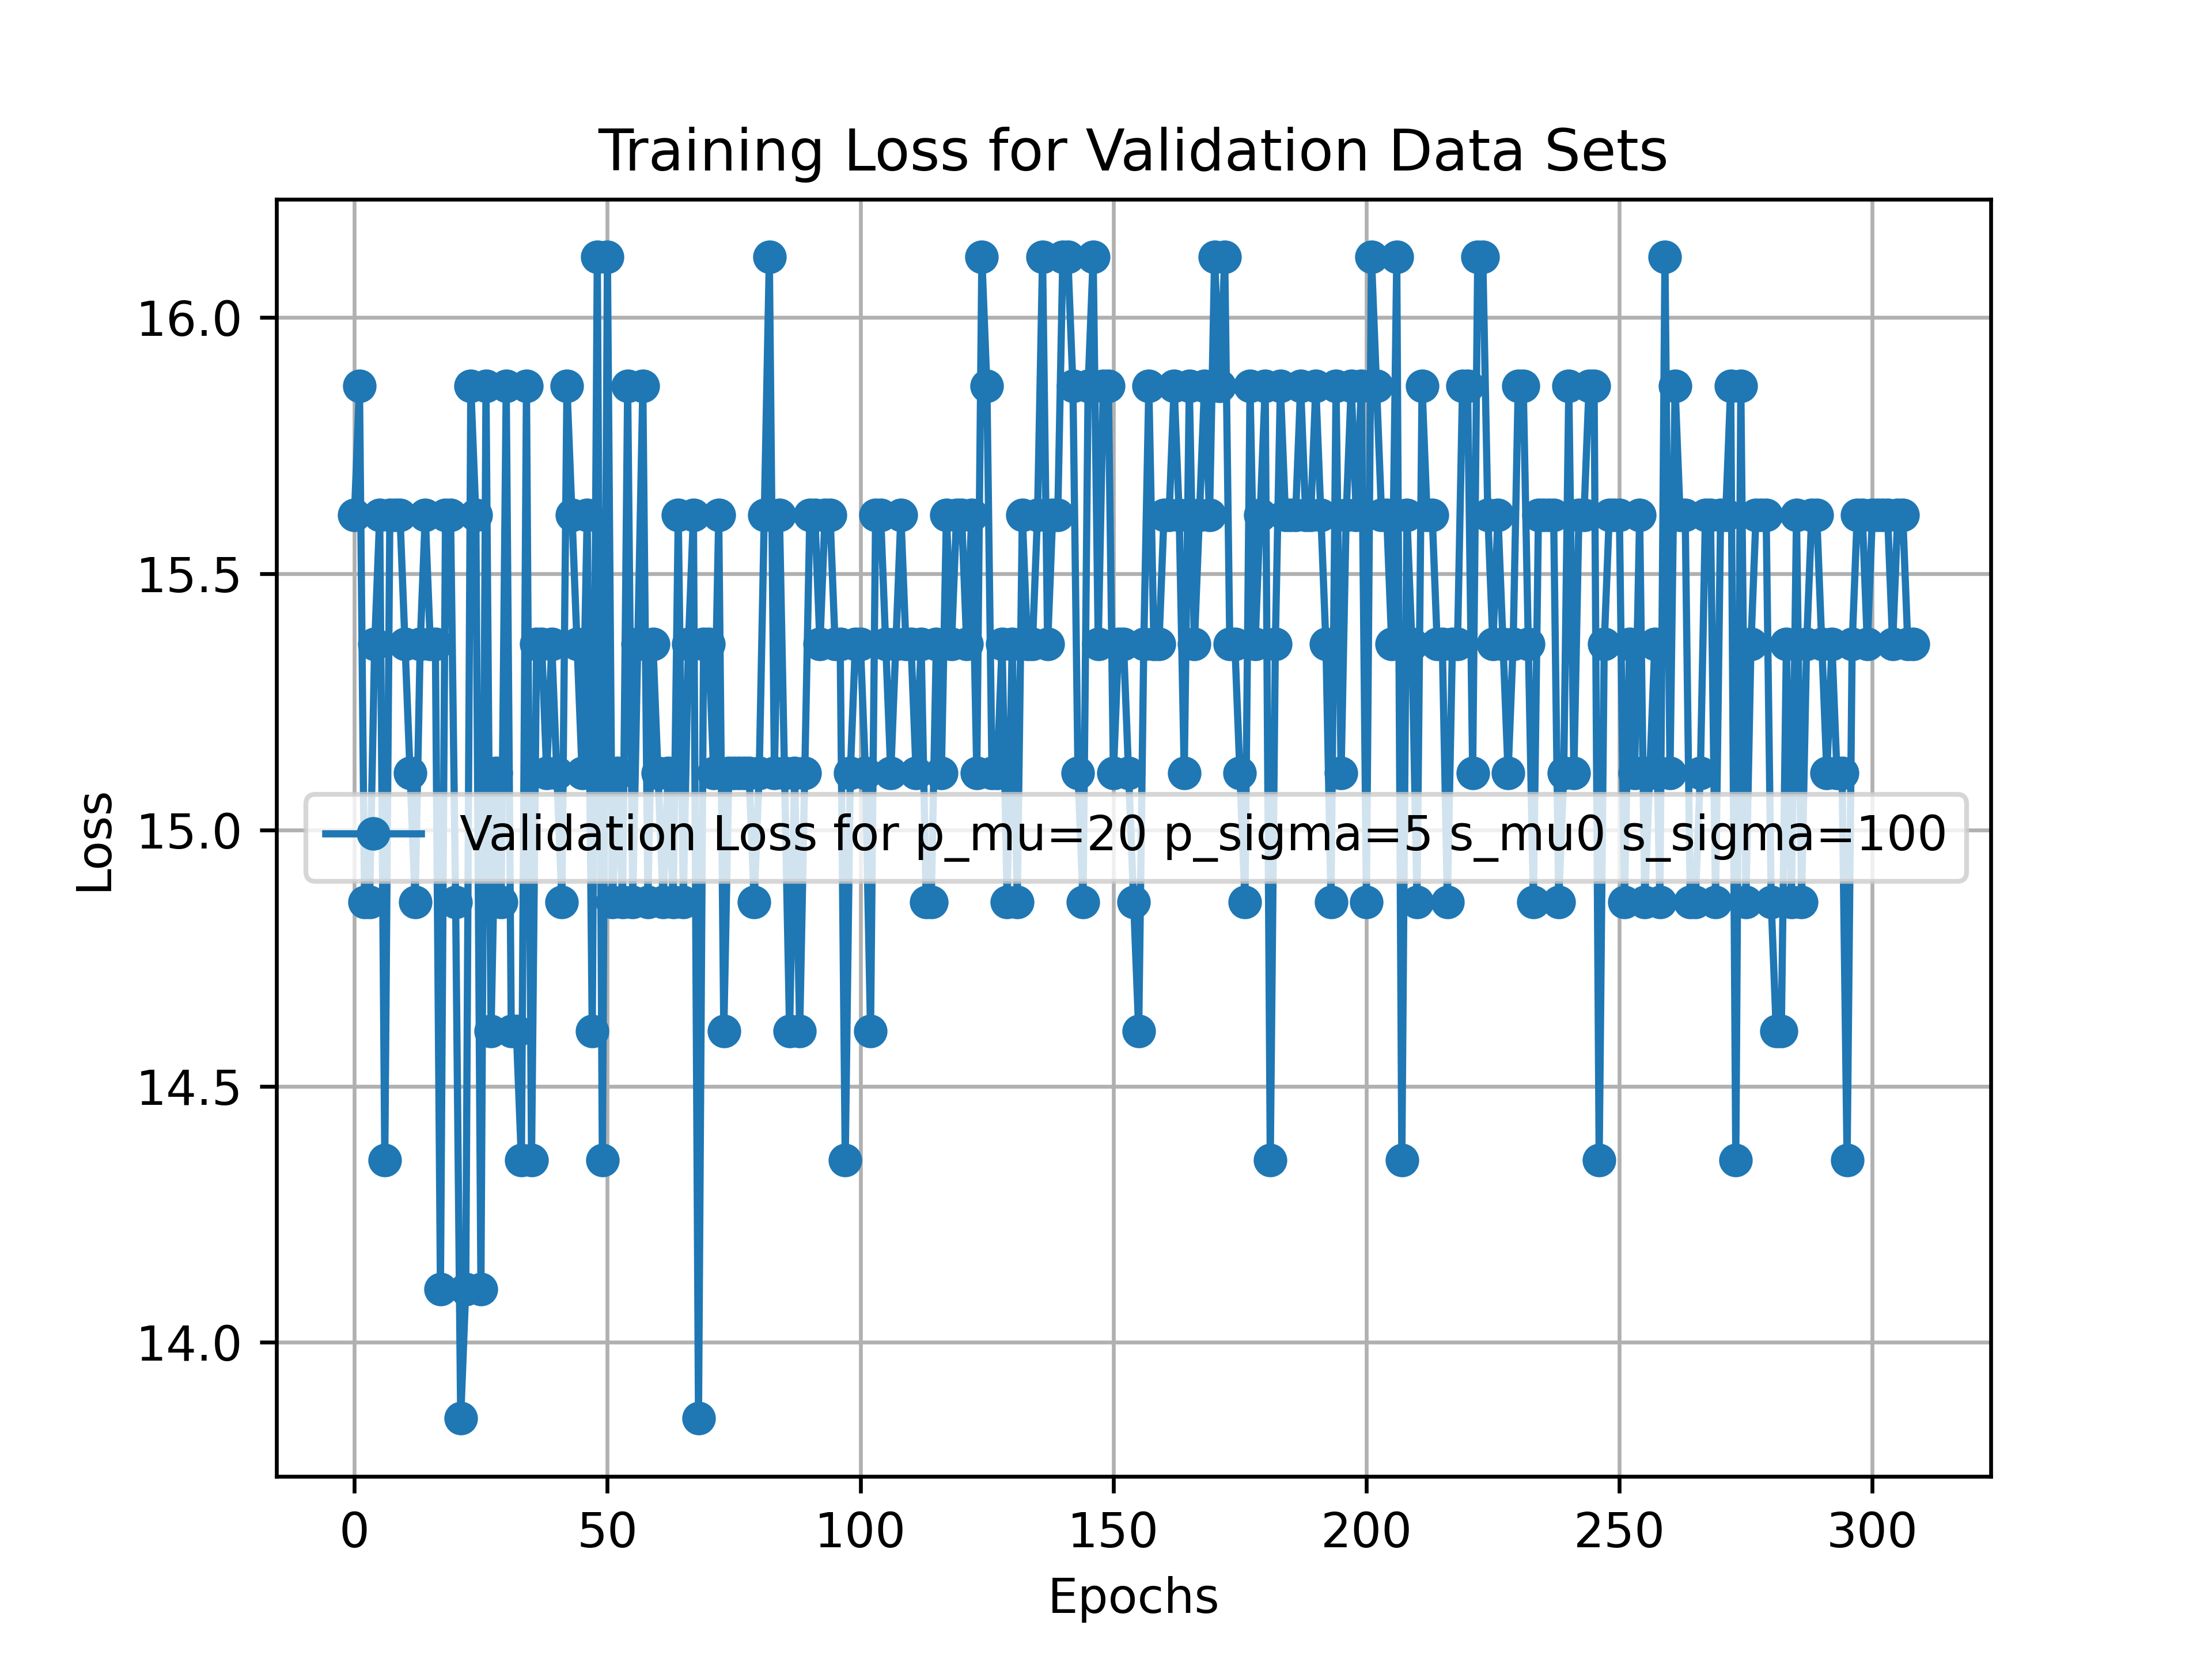 Training Loss for Validation Data Sets
16.0
15.5
15.0
14.5
14.0
Loss
Validation Loss for p_mu=20 p_sigma=5 s_mu0 s_sigma=100
0 50 100 150 200 250 300
Epochs